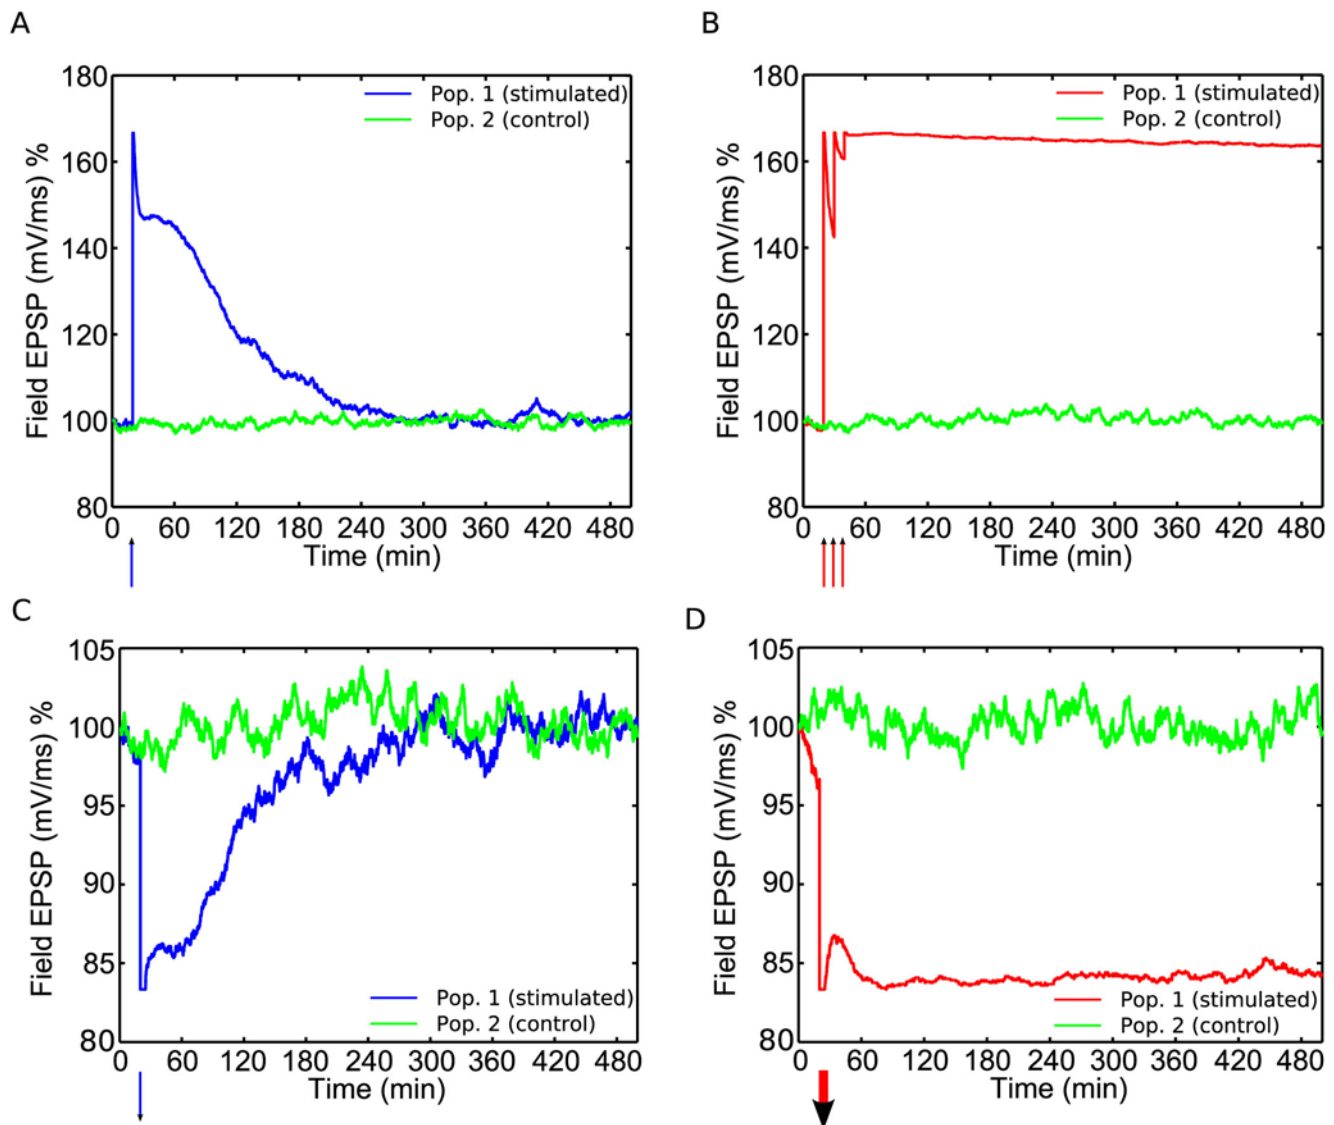 A
Field EPSP (mV/ms) %
180
160
140
120
100
80
Pop. 1 (stimulated)
Pop. 2 (control)
0 60 120 180 240 300 360 420 480
Time (min)
B
Field EPSP (mV/ms) %
180
160
140
120
100
80
Pop. 1 (stimulated)
Pop. 2 (control)
0 60 120 180 240 300 360 420 480
Time (min)
C
Field EPSP (mV/ms) %
105
100
95
90
85
80
Pop. 1 (stimulated)
Pop. 2 (control)
0 60 120 180 240 300 360 420 480
Time (min)
D
Field EPSP (mV/ms) %
105
100
95
90
85
80
Pop. 1 (stimulated)
Pop. 2 (control)
0 60 120 180 240 300 360 420 480
Time (min)